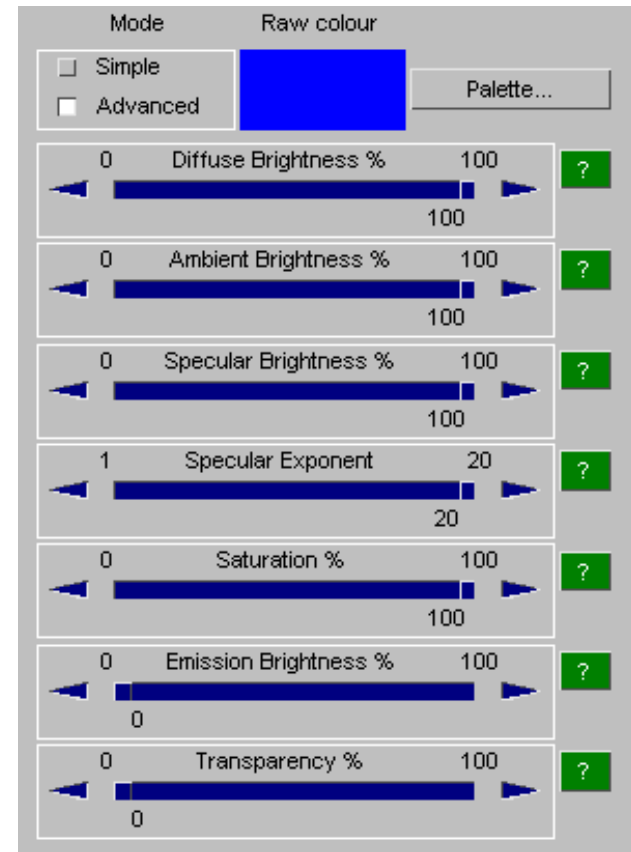 Mode Raw colour
Simple
Palette...
Advanced
0 Diffuse Brightness % 100
?
100
0 Ambient Brightness % 100
?
100
0 Specular Brightness % 100
?
100
1 Specular Exponent 20
?
20
0 Saturation % 100
?
100
0 Emission Brightness % 100
?
0
0 Transparency % 100
?
0